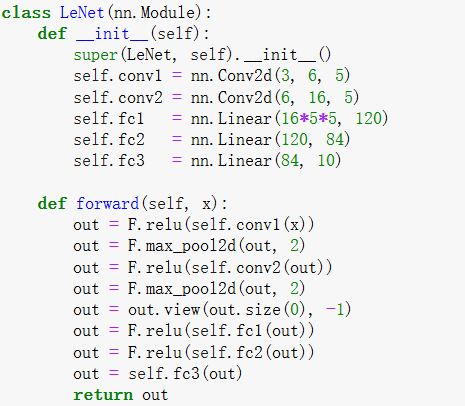 class LeNet(nn.Module):
    def __init__(self):
        super(LeNet, self).__init__()
        self.conv1 = nn.Conv2d(3, 6, 5)
        self.conv2 = nn.Conv2d(6, 16, 5)
        self.fc1   = nn.Linear(16*5*5, 120)
        self.fc2   = nn.Linear(120, 84)
        self.fc3   = nn.Linear(84, 10)

    def forward(self, x):
        out = F.relu(self.conv1(x))
        out = F.max_pool2d(out, 2)
        out = F.relu(self.conv2(out))
        out = F.max_pool2d(out, 2)
        out = out.view(out.size(0), -1)
        out = F.relu(self.fc1(out))
        out = F.relu(self.fc2(out))
        out = self.fc3(out)
        return out